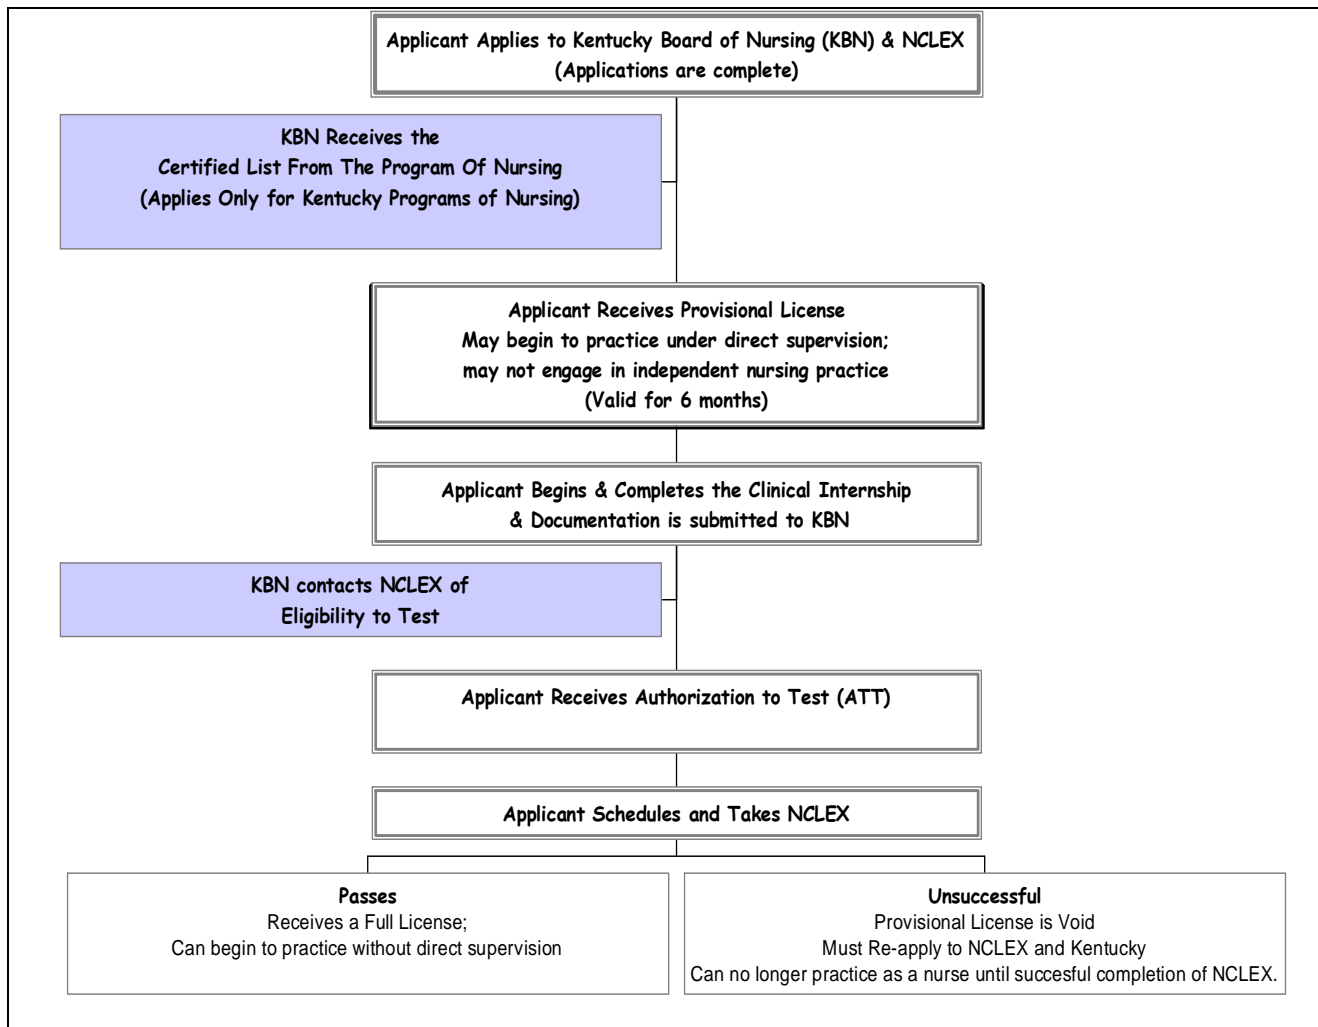 Applicant Applies to Kentucky Board of Nursing (KBN) & NCLEX
(Applications are complete)
KBN Receives the
Certified List From The Program Of Nursing
(Applies Only for Kentucky Programs of Nursing)
Applicant Receives Provisional License
May begin to practice under direct supervision;
may not engage in independent nursing practice
(Valid for 6 months)
Applicant Begins & Completes the Clinical Internship
& Documentation is submitted to KBN
KBN contacts NCLEX of
Eligibility to Test
Applicant Receives Authorization to Test (ATT)
Applicant Schedules and Takes NCLEX
Passes
Receives a Full License;
Can begin to practice without direct supervision
Unsuccessful
Provisional License is Void
Must Re-apply to NCLEX and Kentucky
Can no longer practice as a nurse until succesful completion of NCLEX.